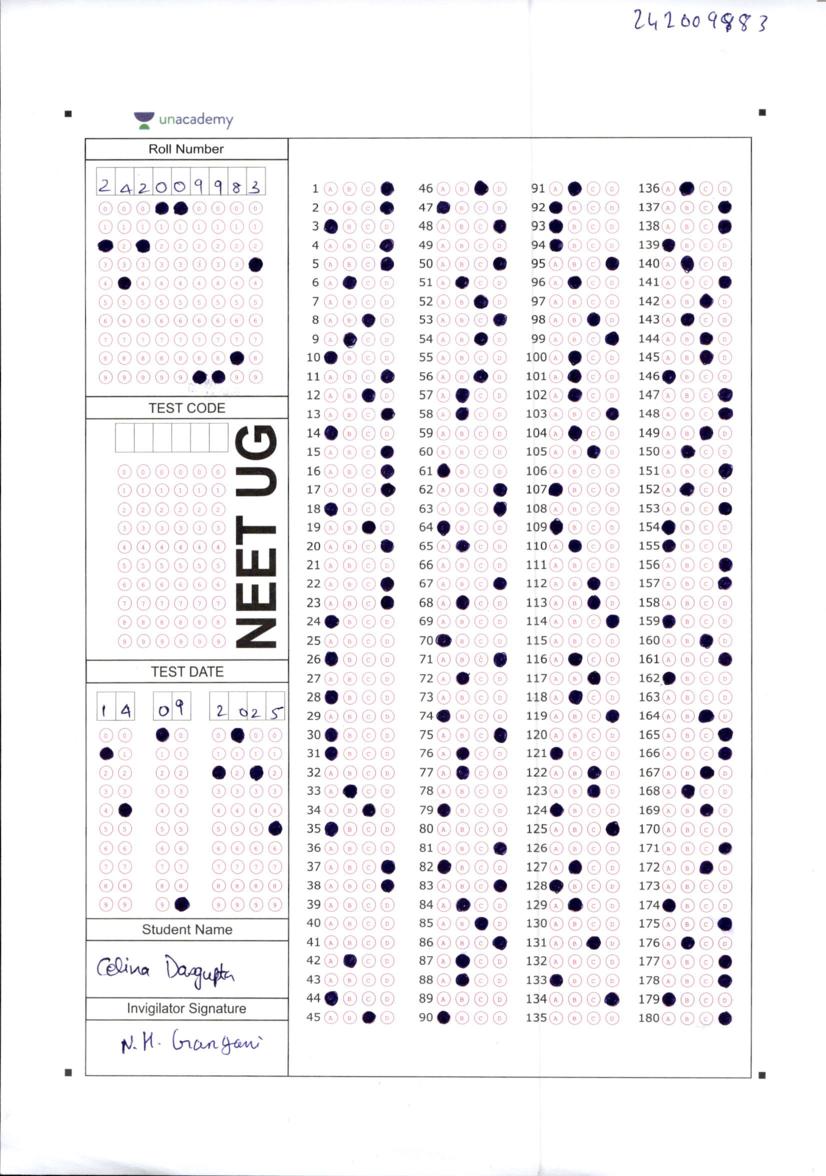 242009883
unacademy
Roll Number
2 4 2 0 0 9 9 8 3
TEST CODE
NEET UG
TEST DATE
1 4 0 9 2 0 2 5
Student Name
Celina Dasgupta
Invigilator Signature
N.H. Gangani
1 A B C
2 A B C
3 B C D
4 A B C
5 A B C
6 A C D
7 A B C D
8 A B D
9 A C D
10 B C D
11 A B C
12 A B D
13 A B C
14 B C D
15 A B C
16 A B C
17 A B C
18 B C D
19 A B D
20 A B C
21 A B C D
22 A B C
23 A B C
24 B C D
25 A B C D
26 B C D
27 A B C D
28 B C D
29 A B C D
30 B C D
31 B C D
32 A B C D
33 A C D
34 A B D
35 B C D
36 A B C D
37 A B C
38 A B C
39 A B C D
40 A B C D
41 A B C D
42 A C D
43 A B C D
44 B C D
45 A B D
46 A B D
47 B C D
48 A B C
49 A B C D
50 A B C
51 A C D
52 A B D
53 A B C
54 A B D
55 A B C D
56 A B D
57 A C D
58 A C D
59 A B C D
60 A B C D
61 B C D
62 A B C
63 A B C
64 B C D
65 A C D
66 A B C D
67 A B C
68 A C D
69 A B C D
70 B C D
71 A B C
72 A C D
73 A B C D
74 B C D
75 A B C
76 A C D
77 A C D
78 A B C D
79 B C D
80 A B C D
81 A B C
82 B C D
83 A B C
84 A C D
85 A B D
86 A B C
87 A C D
88 A C D
89 A B C D
90 B C D
91 A C D
92 B C D
93 B C D
94 B C D
95 A B C
96 A C D
97 A B C D
98 A B D
99 A B C
100 A C D
101 A C D
102 A C D
103 A B C
104 A C D
105 A B D
106 A B C D
107 B C D
108 A B C D
109 B C D
110 A C D
111 A B C D
112 A B D
113 A B D
114 A B C
115 A B C D
116 A C D
117 A B D
118 A C D
119 A B C
120 A B C D
121 B C D
122 A B D
123 A B D
124 B C D
125 A B C
126 A B C D
127 A C D
128 B C D
129 A C D
130 A B C D
131 A B D
132 A B C D
133 B C D
134 A B C
135 A B C D
136 A C D
137 A B C
138 A B C
139 B C D
140 A C D
141 A B C
142 A B D
143 A C D
144 A B D
145 A B D
146 B C D
147 A B C
148 A B C
149 A B D
150 A C D
151 A B C
152 A C D
153 A B C
154 B C D
155 B C D
156 A B C
157 A B C
158 A B C D
159 B C D
160 A B D
161 A B C
162 B C D
163 A B C D
164 A B D
165 A B C
166 A B C
167 A B D
168 A C D
169 A B D
170 A B C D
171 A B C
172 A B D
173 A B C D
174 B C D
175 A B C
176 A C D
177 A B C
178 A B C
179 B C D
180 A B C